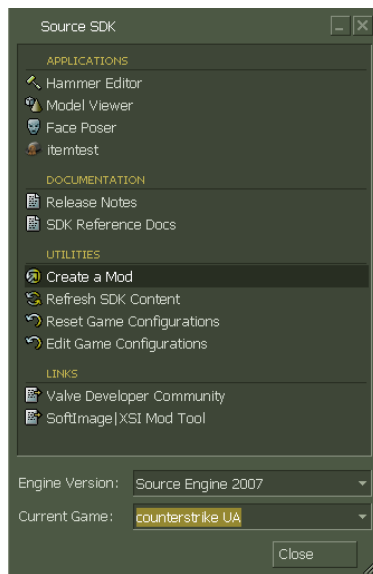 Source SDK
APPLICATIONS
Hammer Editor
Model Viewer
Face Poser
itemtest
DOCUMENTATION
Release Notes
SDK Reference Docs
UTILITIES
Create a Mod
Refresh SDK Content
Reset Game Configurations
Edit Game Configurations
LINKS
Valve Developer Community
SoftImage|XSI Mod Tool
Engine Version: Source Engine 2007
Current Game: counterstrike UA
Close